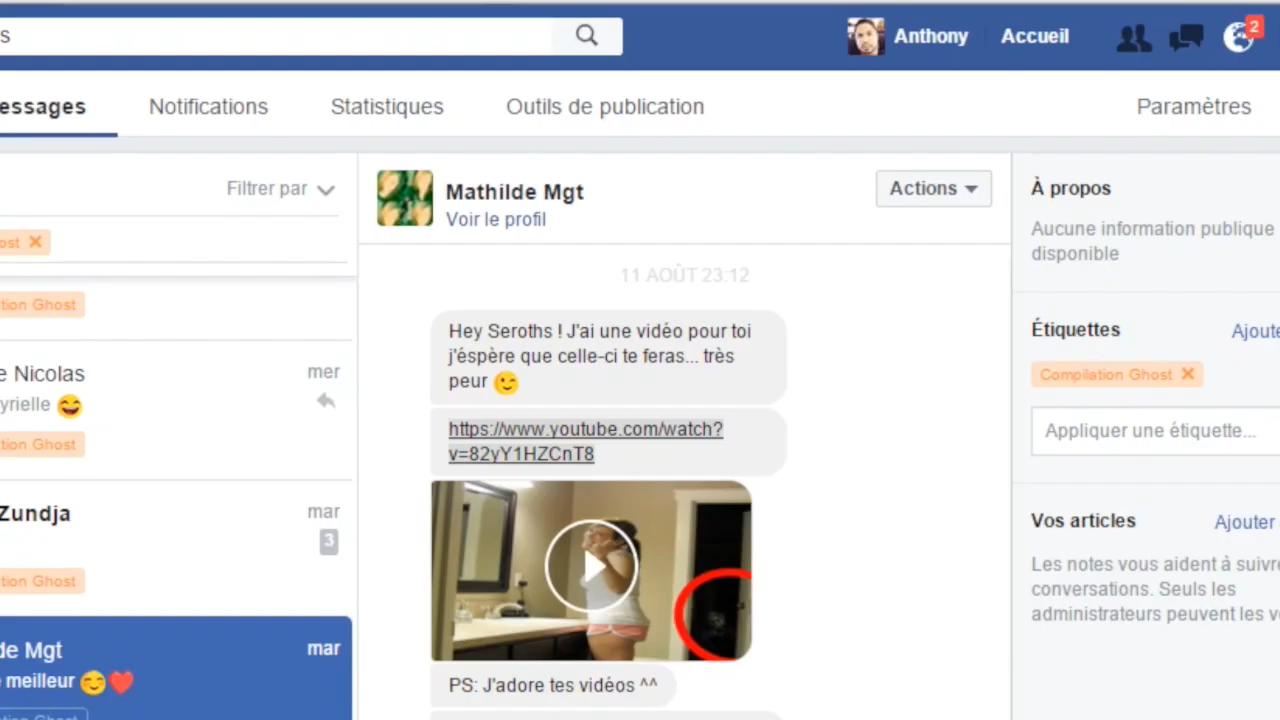 s
Anthony
Accueil
2
essages
Notifications
Statistiques
Outils de publication
Paramètres
Filtrer par
ost
tion Ghost
e Nicolas
mer
yrielle
tion Ghost
Zundja
mar
3
tion Ghost
de Mgt
mar
meilleur
Mathilde Mgt
Voir le profil
Actions
11 AOÛT 23:12
Hey Seroths ! J'ai une vidéo pour toi
j'éspère que celle-ci te feras... très
peur
https://www.youtube.com/watch?
v=82yY1HZCnT8
PS: J'adore tes vidéos ^^
À propos
Aucune information publique
disponible
Étiquettes
Ajoute
Compilation Ghost
Appliquer une étiquette...
Vos articles
Ajouter
Les notes vous aident à suivre
conversations. Seuls les
administrateurs peuvent les v